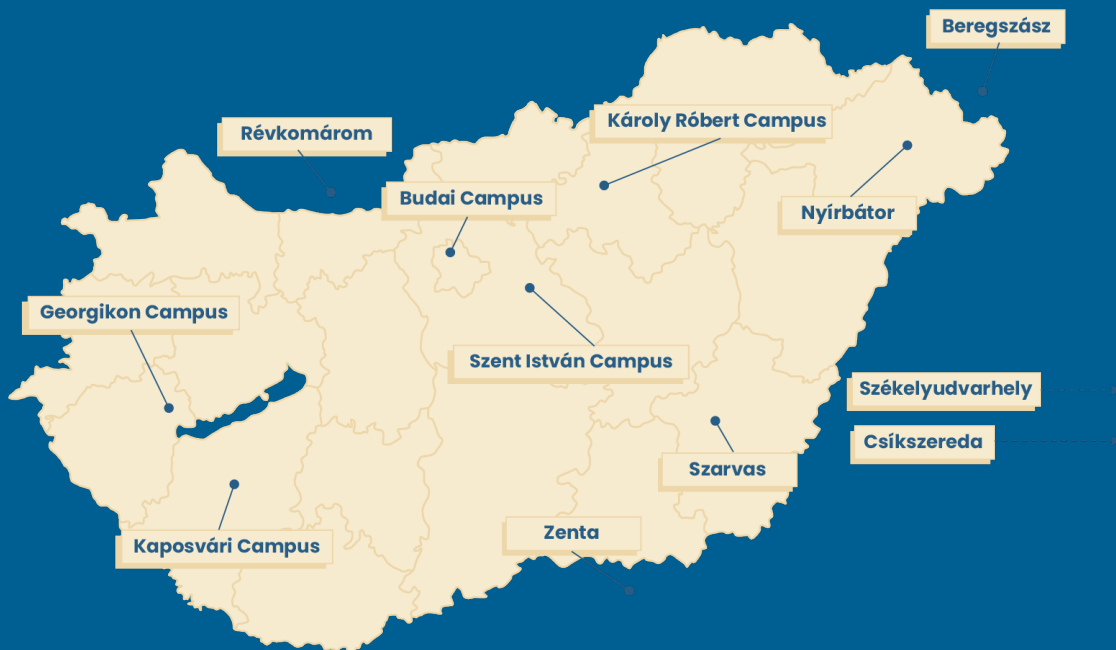 Beregszász
Károly Róbert Campus
Révkomárom
Budai Campus
Nyírbátor
Georgikon Campus
Szent István Campus
Székelyudvarhely
Csíkszereda
Szarvas
Zenta
Kaposvári Campus